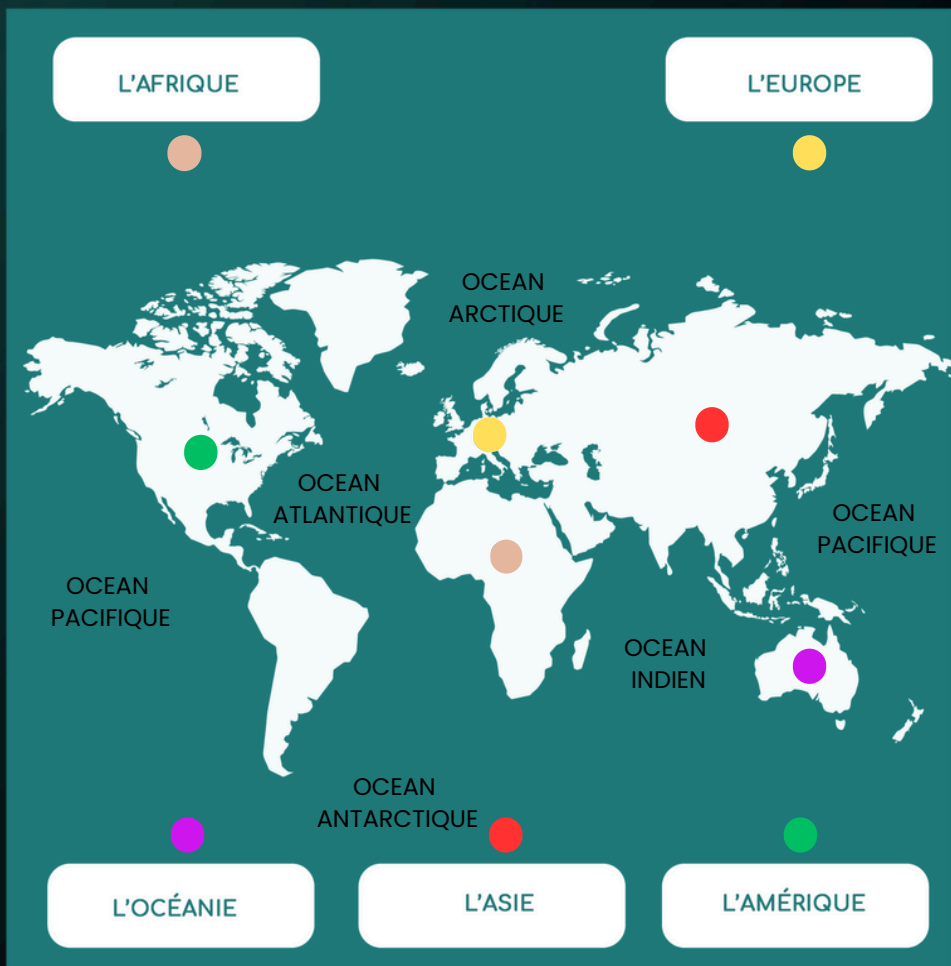 L'AFRIQUE
L'EUROPE
OCEAN
ARCTIQUE
OCEAN
ATLANTIQUE
OCEAN
PACIFIQUE
OCEAN
PACIFIQUE
OCEAN
INDIEN
OCEAN
ANTARCTIQUE
L'OCÉANIE
L'ASIE
L'AMÉRIQUE